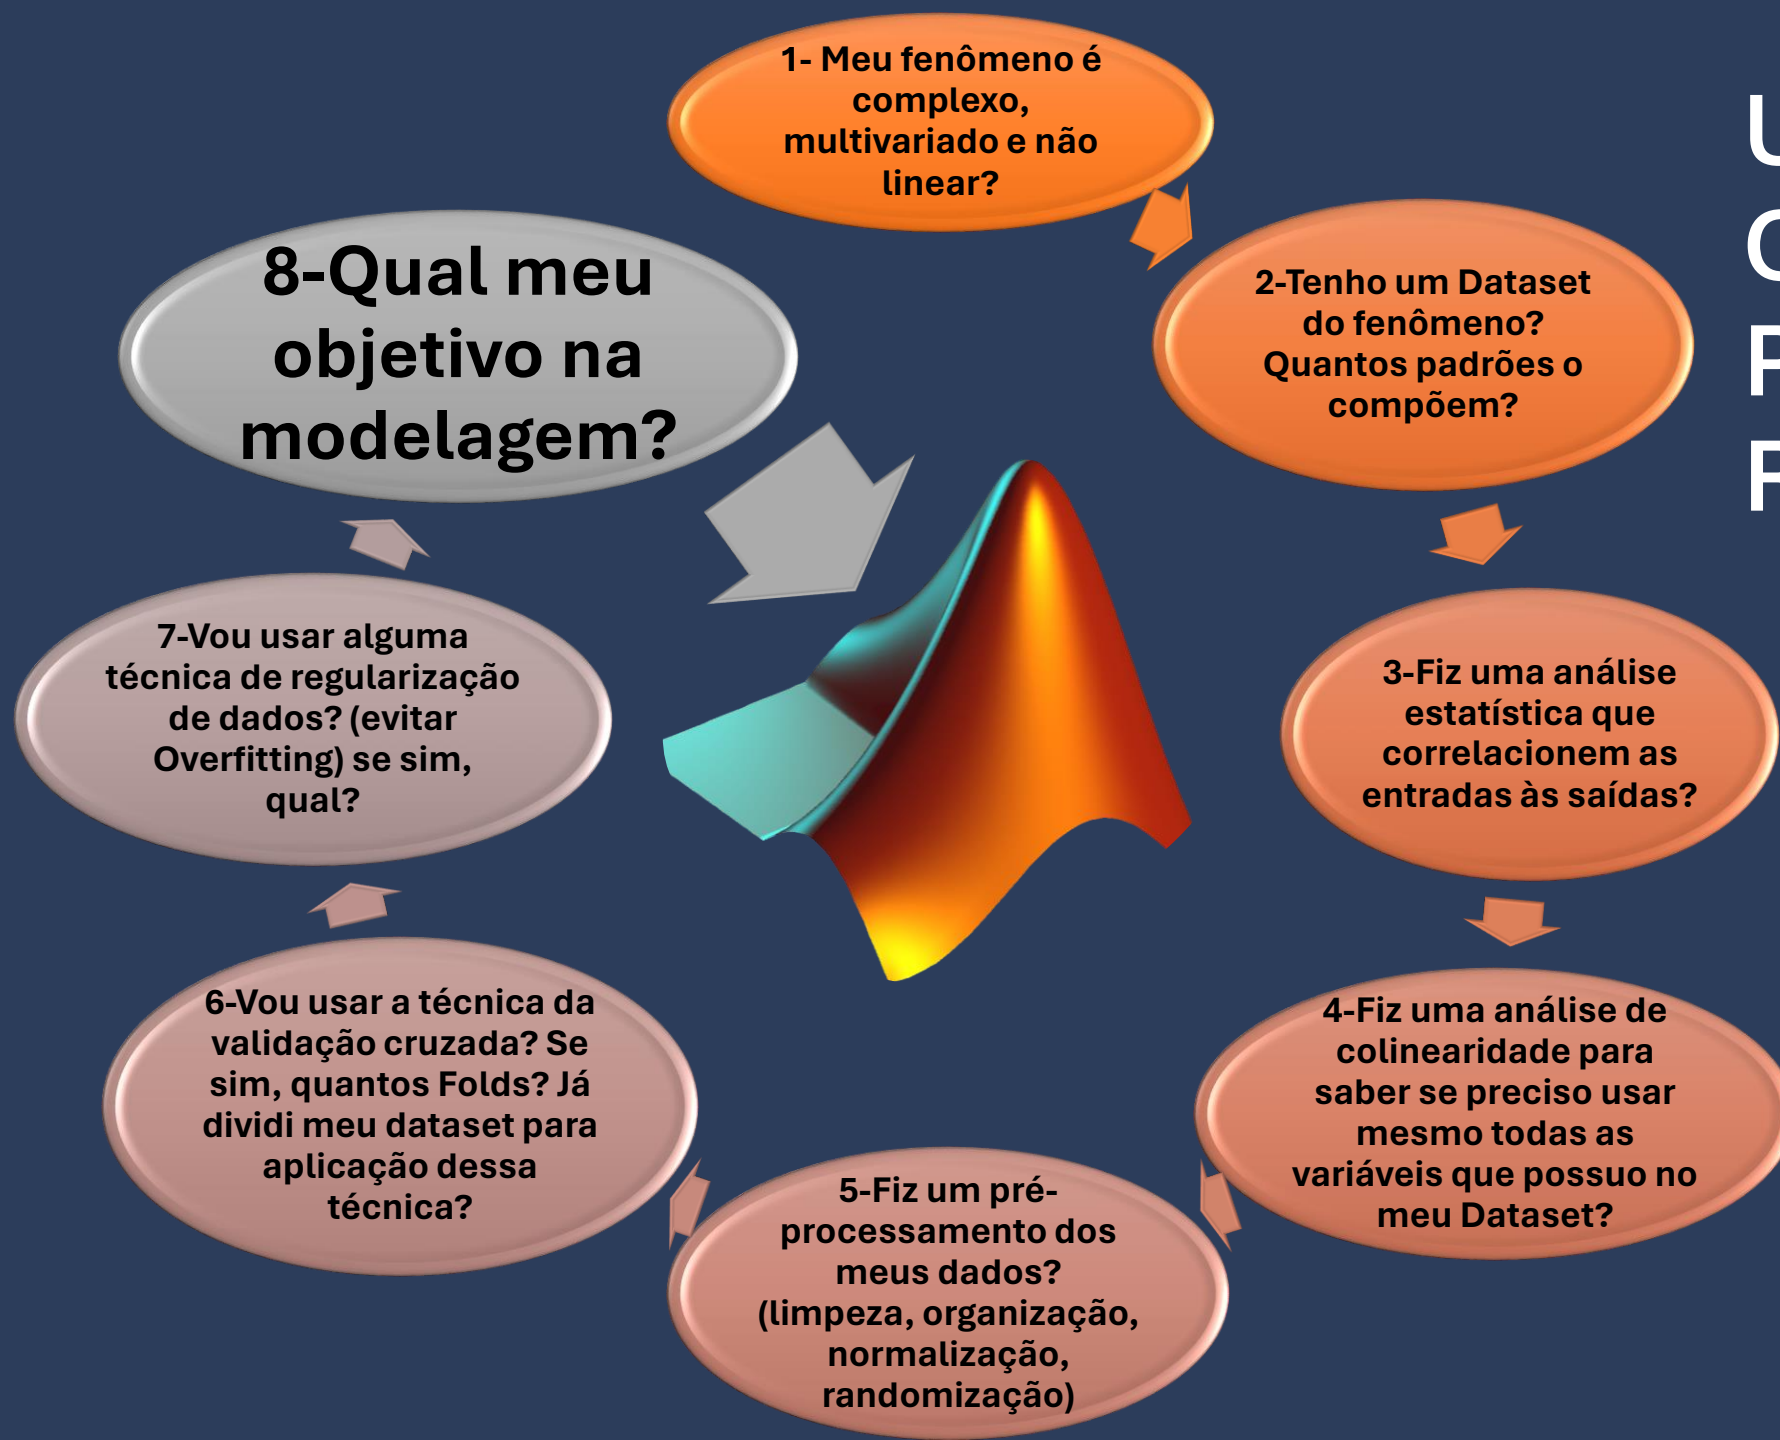 1- Meu fenômeno é
complexo,
multivariado e não
linear?
2-Tenho um Dataset
do fenômeno?
Quantos padrões o
compõem?
3-Fiz uma análise
estatística que
correlacionem as
entradas às saídas?
4-Fiz uma análise de
colinearidade para
saber se preciso usar
mesmo todas as
variáveis que possuo no
meu Dataset?
5-Fiz um pré-
processamento dos
meus dados?
(limpeza, organização,
normalização,
randomização)
6-Vou usar a técnica da
validação cruzada? Se
sim, quantos Folds? Já
dividi meu dataset para
aplicação dessa
técnica?
7-Vou usar alguma
técnica de regularização
de dados? (evitar
Overfitting) se sim,
qual?
8-Qual meu
objetivo na
modelagem?